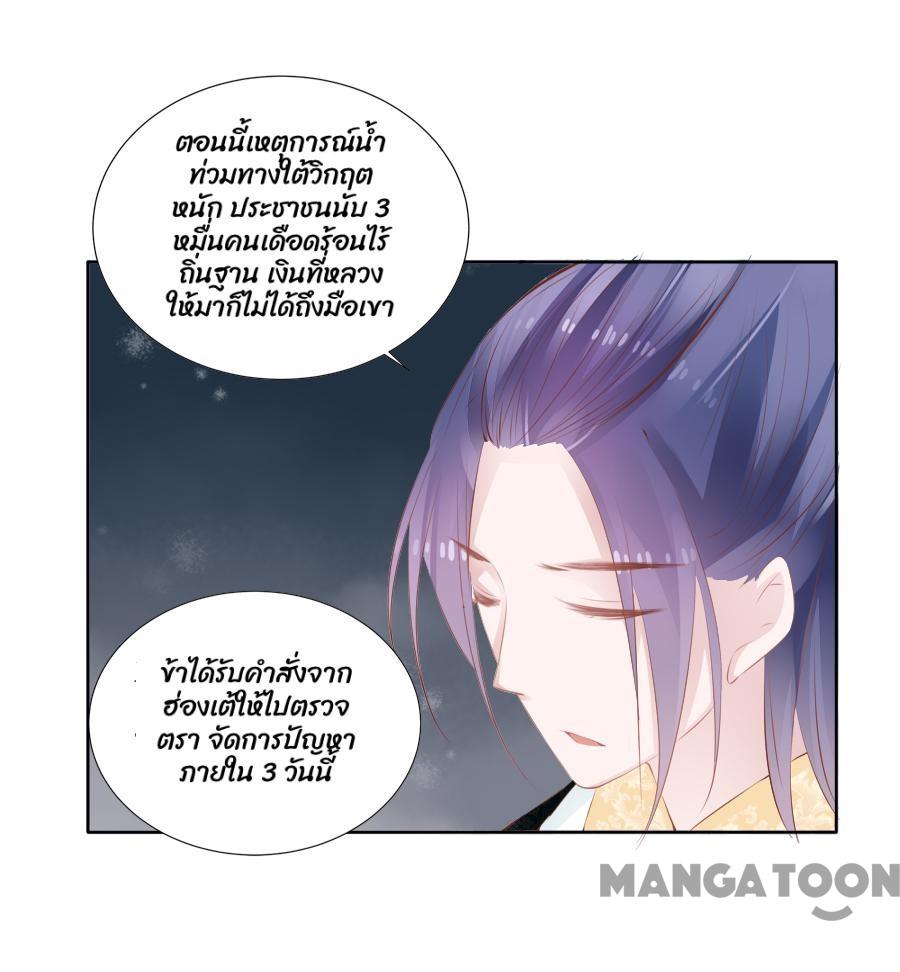 ตอนนี้เหตุการณ์น้ำ
ท่วมทางใต้วิกฤต
หนัก ประชาชนนับ 3
หมื่นคนเดือดร้อนไร้
ถิ่นฐาน เงินที่หลวง
ให้มาก็ไม่ได้ถึงมือเขา
ข้าได้รับคำสั่งจาก
ฮ่องเต้ให้ไปตรวจ
ตรา จัดการปัญหา
ภายใน 3 วันนี้
MANGATOON